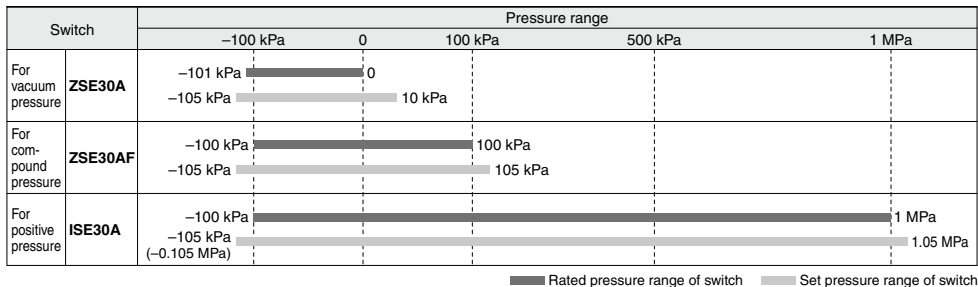 Switch
Pressure range
–100 kPa 0 100 kPa 500 kPa 1 MPa
For
vacuum
pressure
ZSE30A
–101 kPa 0
–105 kPa 10 kPa
For
com-
pound
pressure
ZSE30AF
–100 kPa 100 kPa
–105 kPa 105 kPa
For
positive
pressure
ISE30A
–100 kPa 1 MPa
–105 kPa 1.05 MPa
(–0.105 MPa)
Rated pressure range of switch Set pressure range of switch